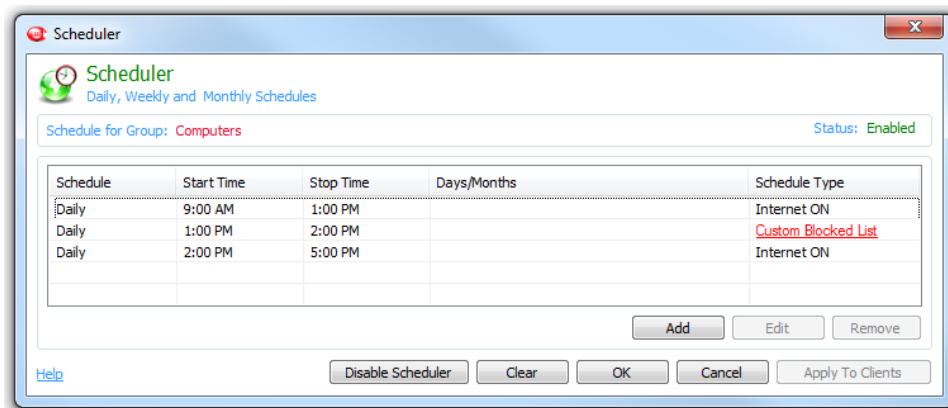 Scheduler
Scheduler
Daily, Weekly and Monthly Schedules
Schedule for Group: Computers Status: Enabled
Schedule Start Time Stop Time Days/Months Schedule Type
Daily 9:00 AM 1:00 PM Internet ON
Daily 1:00 PM 2:00 PM Custom Blocked List
Daily 2:00 PM 5:00 PM Internet ON
Add Edit Remove
Help Disable Scheduler Clear OK Cancel Apply To Clients